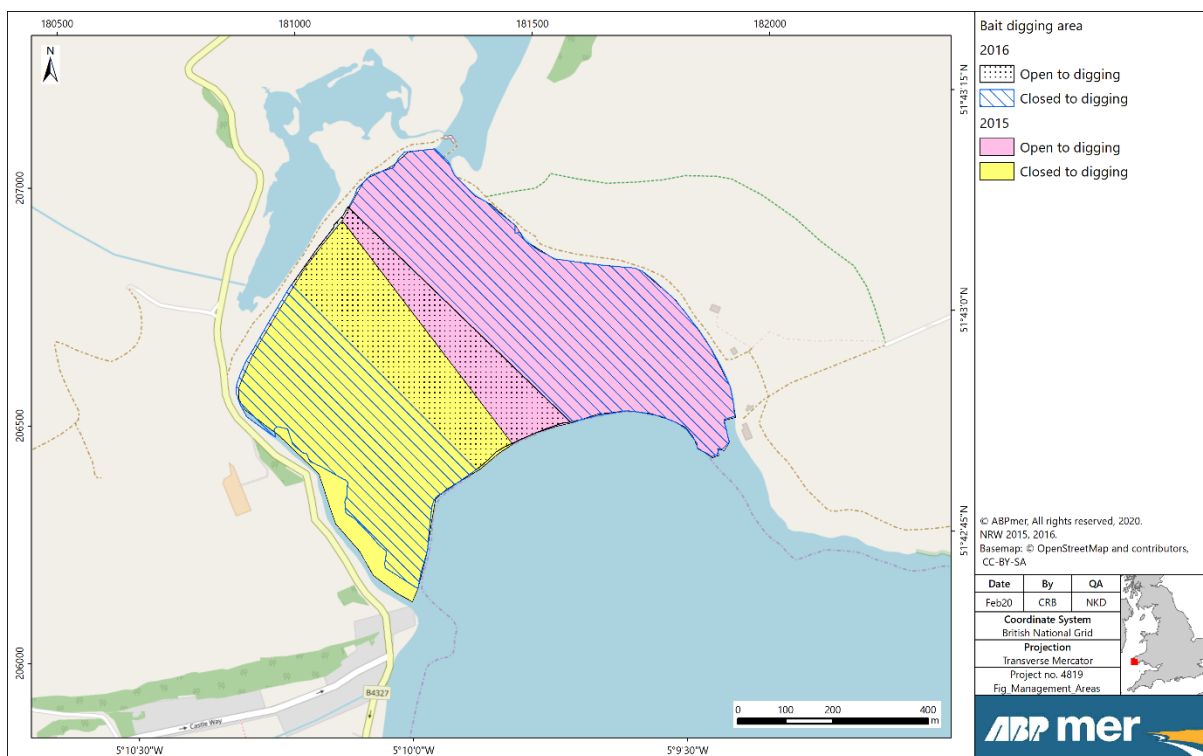 180500
181000
181500
182000
N
207000
206500
206000
51°43'15"N
51°43'0"N
51°42'45"N
5°10'30"W
5°10'0"W
5°9'30"W
Castle Way
B4327
0
100
200
400
m
Bait digging area
2016
Open to digging
Closed to digging
2015
Open to digging
Closed to digging
© ABPmer, All rights reserved, 2020.
NRW 2015, 2016.
Basemap: © OpenStreetMap and contributors,
CC-BY-SA
Date By QA
Feb20 CRB NKD
Coordinate System
British National Grid
Projection
Transverse Mercator
Project no. 4819
Fig_Management_Areas
ABPmer